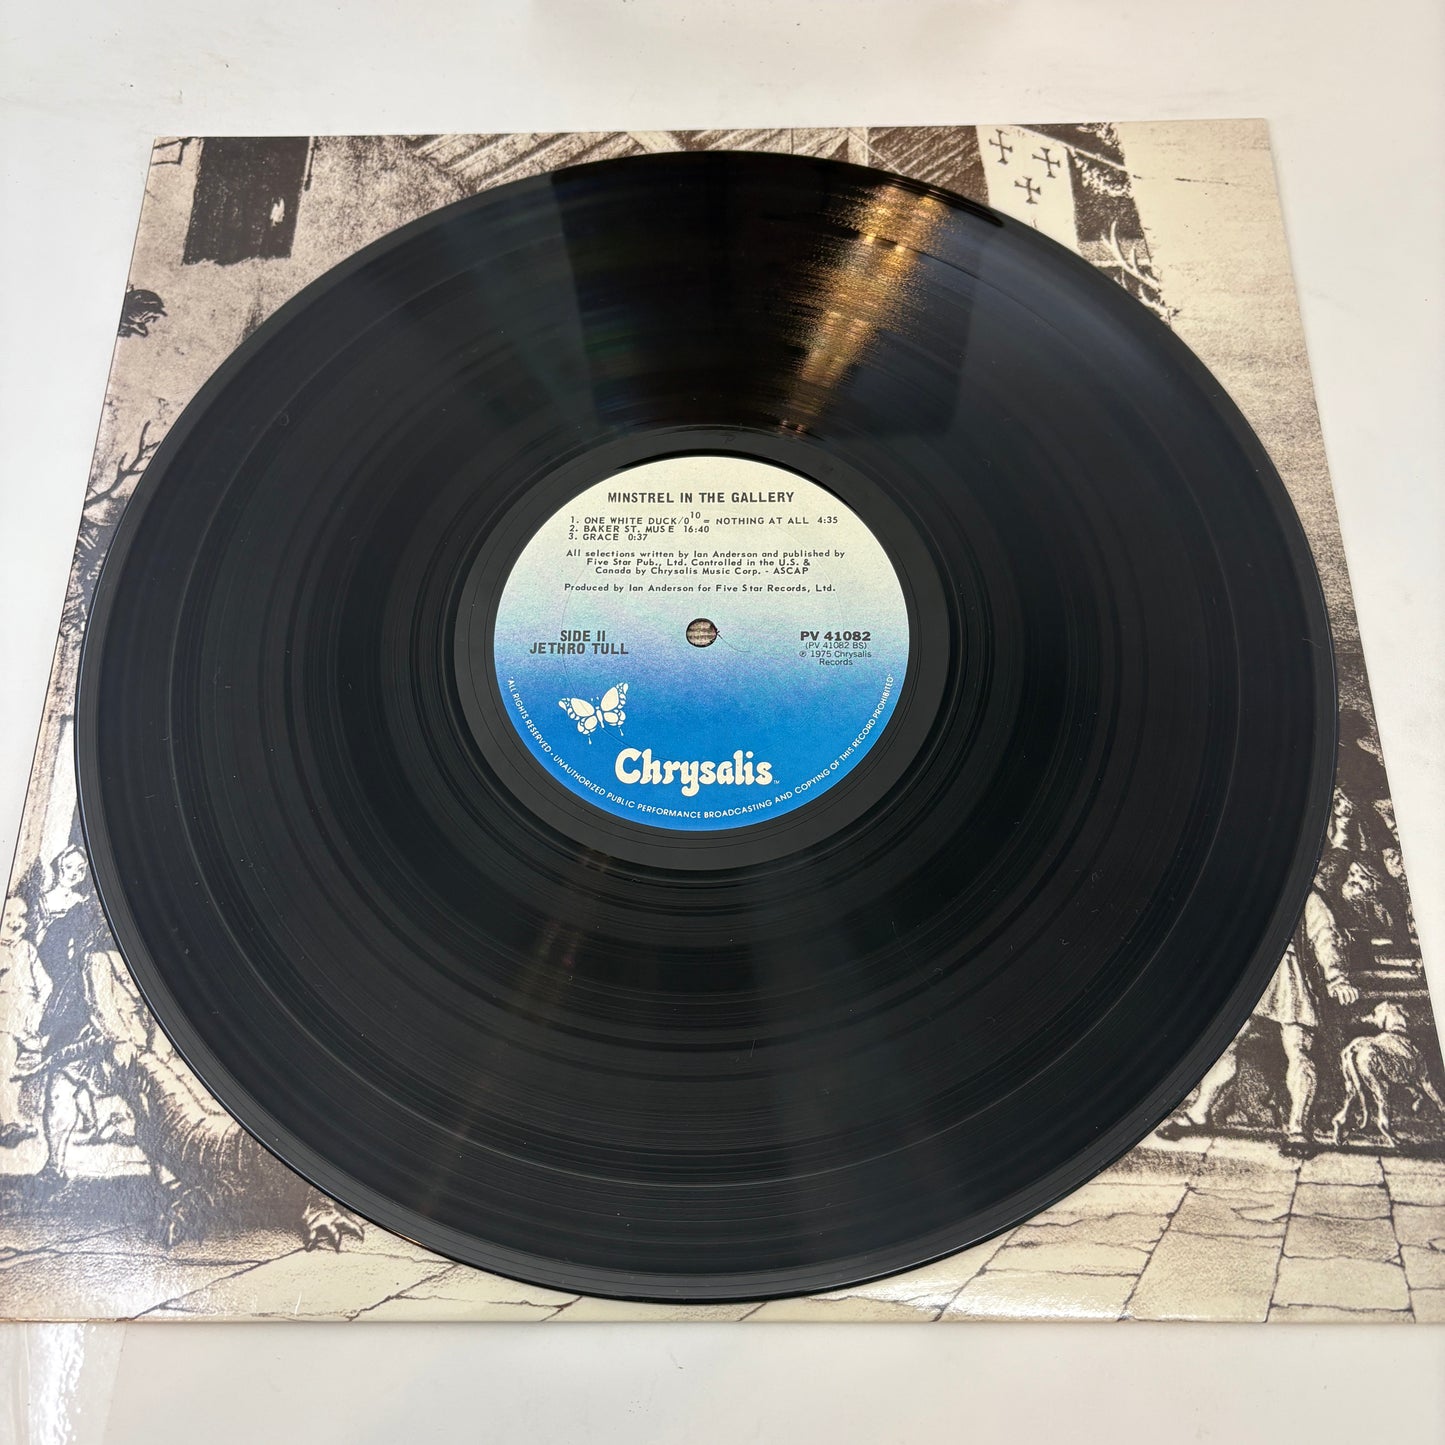 MINSTREL IN THE GALLERY
1. ONE WHITE DUCK/0¹⁰ = NOTHING AT ALL 4:35
2. BAKER ST. MUSE 16:40
3. GRACE 0:37
All selections written by Ian Anderson and published by
Five Star Pub., Ltd. Controlled in the U.S. &
Canada by Chrysalis Music Corp. - ASCAP
Produced by Ian Anderson for Five Star Records, Ltd.
SIDE II
JETHRO TULL
PV 41082
(PV 41082 BS)
℗ 1975 Chrysalis
Records
Chrysalis™
"ALL RIGHTS RESERVED - UNAUTHORIZED PUBLIC PERFORMANCE BROADCASTING AND COPYING OF THIS RECORD PROHIBITED"